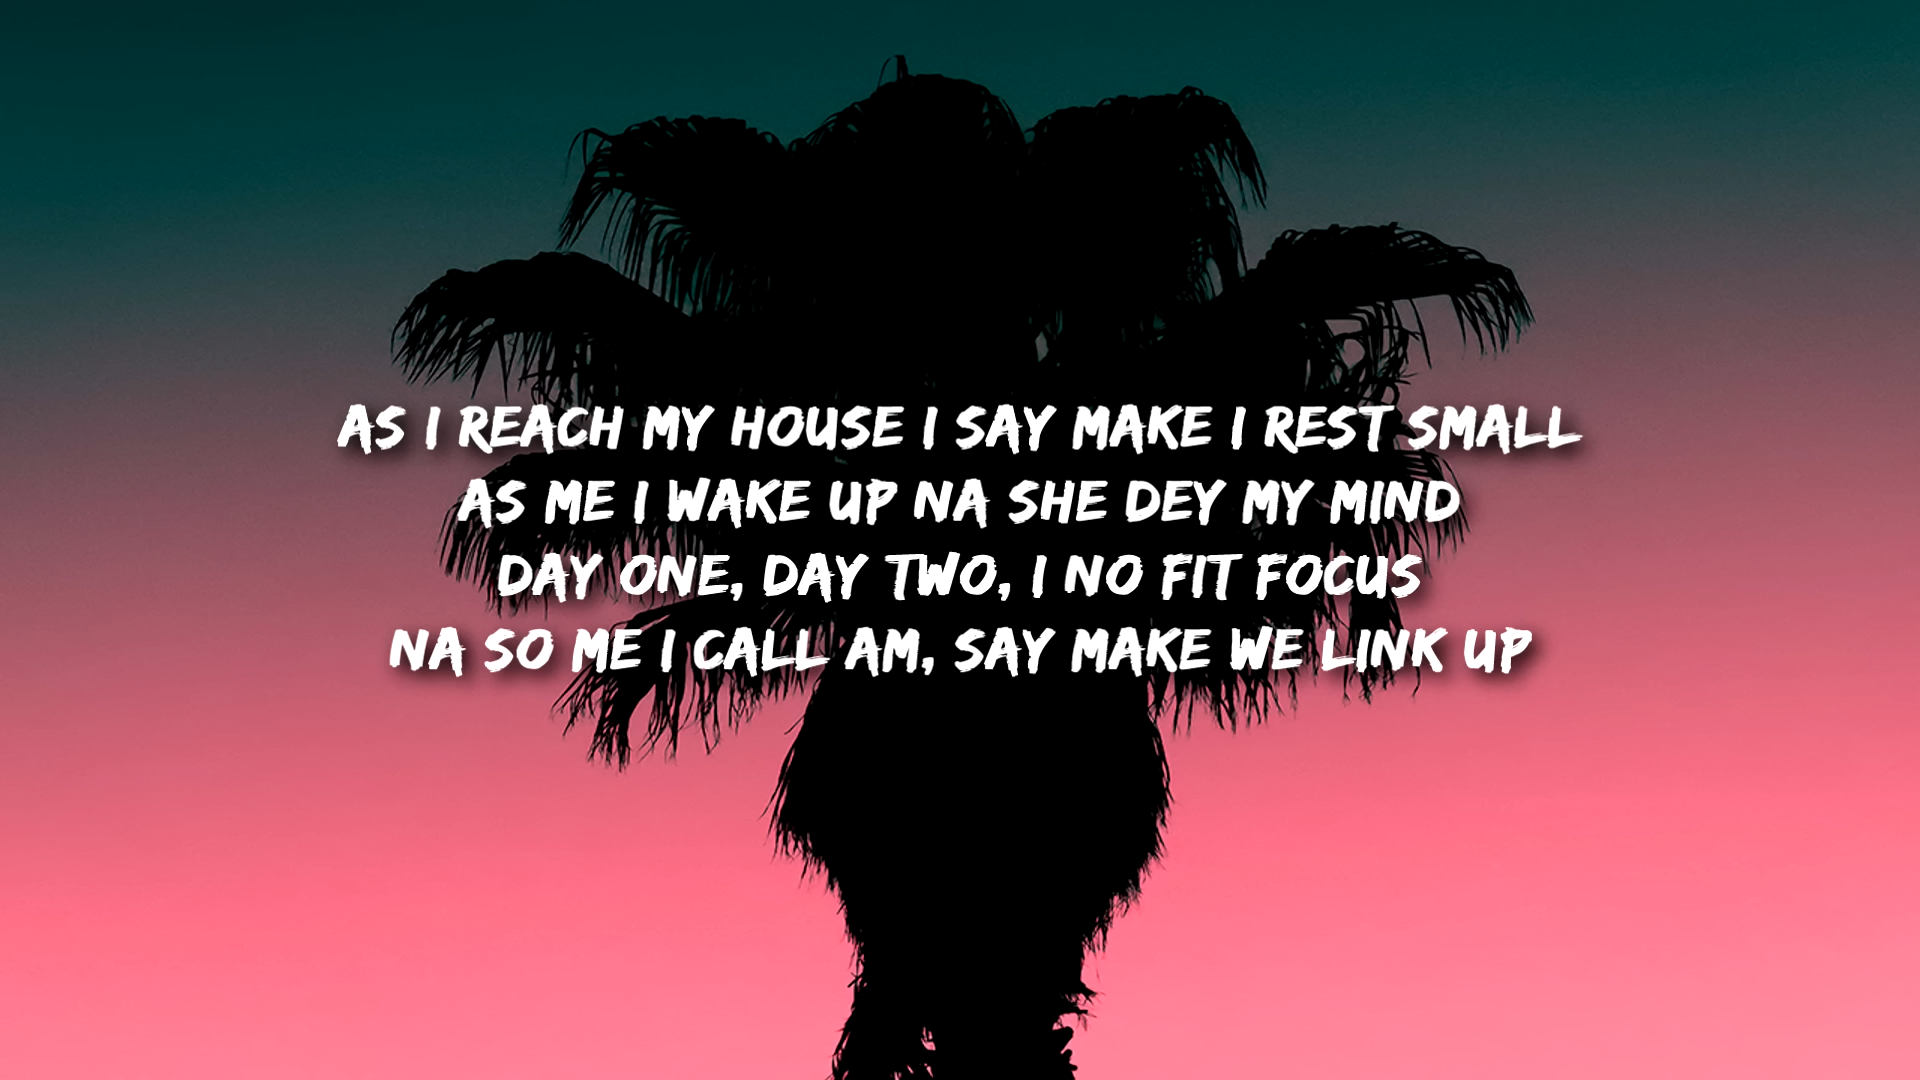 AS I REACH MY HOUSE I SAY MAKE I REST SMALL
AS ME I WAKE UP NA SHE DEY MY MIND
DAY ONE, DAY TWO, I NO FIT FOCUS
NA SO ME I CALL AM, SAY MAKE WE LINK UP